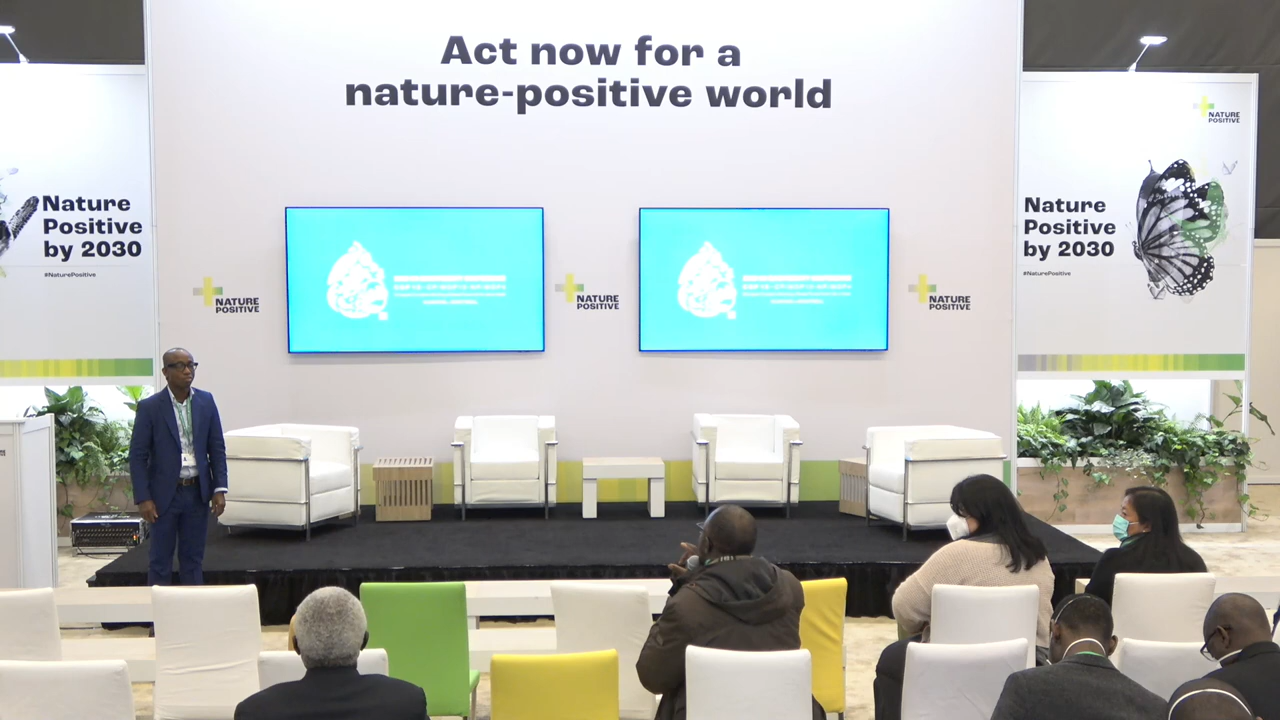 Act now for a
nature-positive world
Nature
Positive
by 2030
#NaturePositive
NATURE
POSITIVE
NATURE
POSITIVE
NATURE
POSITIVE
NATURE
POSITIVE
Nature
Positive
by 2030
#NaturePositive